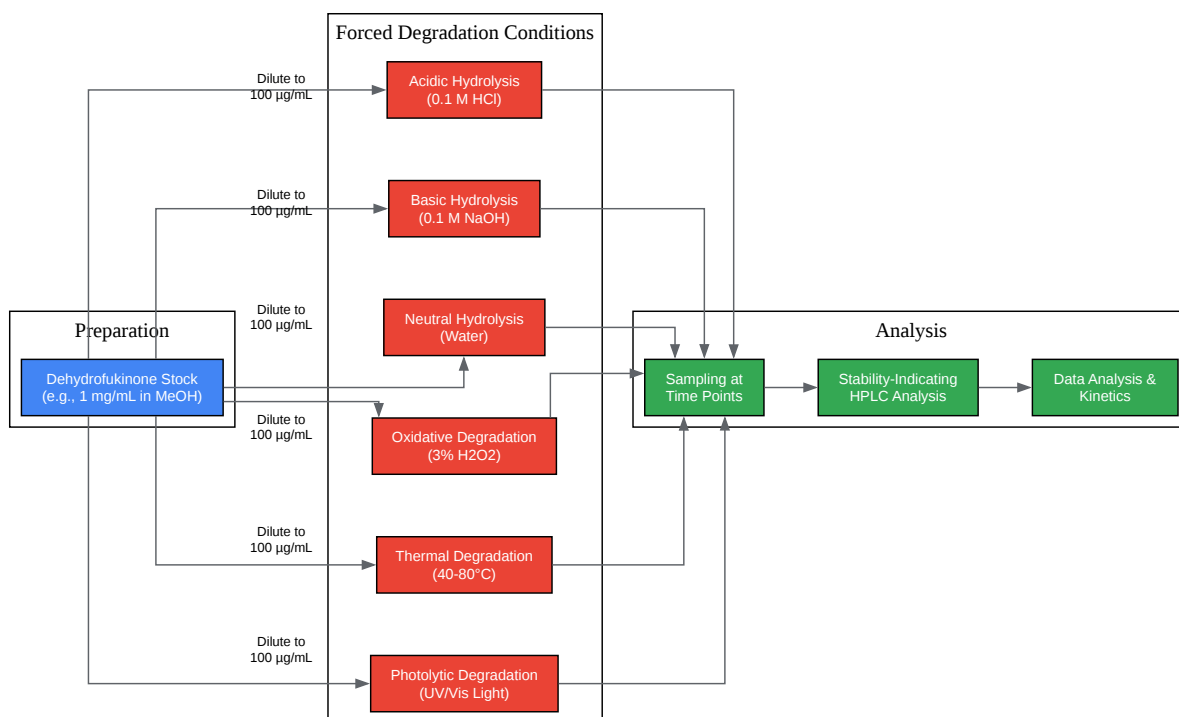 Forced Degradation Conditions
Dilute to
100 µg/mL
Acidic Hydrolysis
(0.1 M HCl)
Dilute to
100 µg/mL
Basic Hydrolysis
(0.1 M NaOH)
Dilute to
100 µg/mL
Neutral Hydrolysis
(Water)
Preparation
Dehydrofukinone Stock
(e.g., 1 mg/mL in MeOH)
Dilute to
100 µg/mL
Oxidative Degradation
(3% H2O2)
Dilute to
100 µg/mL
Thermal Degradation
(40-80°C)
Dilute to
100 µg/mL
Photolytic Degradation
(UV/Vis Light)
Analysis
Sampling at
Time Points
Stability-Indicating
HPLC Analysis
Data Analysis &
Kinetics